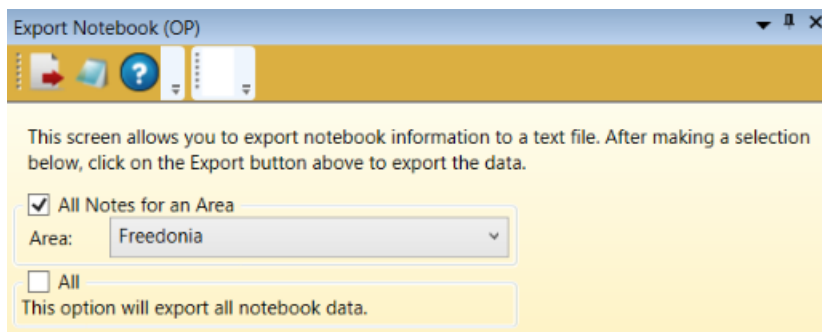 Export Notebook (OP)
?
This screen allows you to export notebook information to a text file. After making a selection
below, click on the Export button above to export the data.
All Notes for an Area
Area: Freedonia
All
This option will export all notebook data.